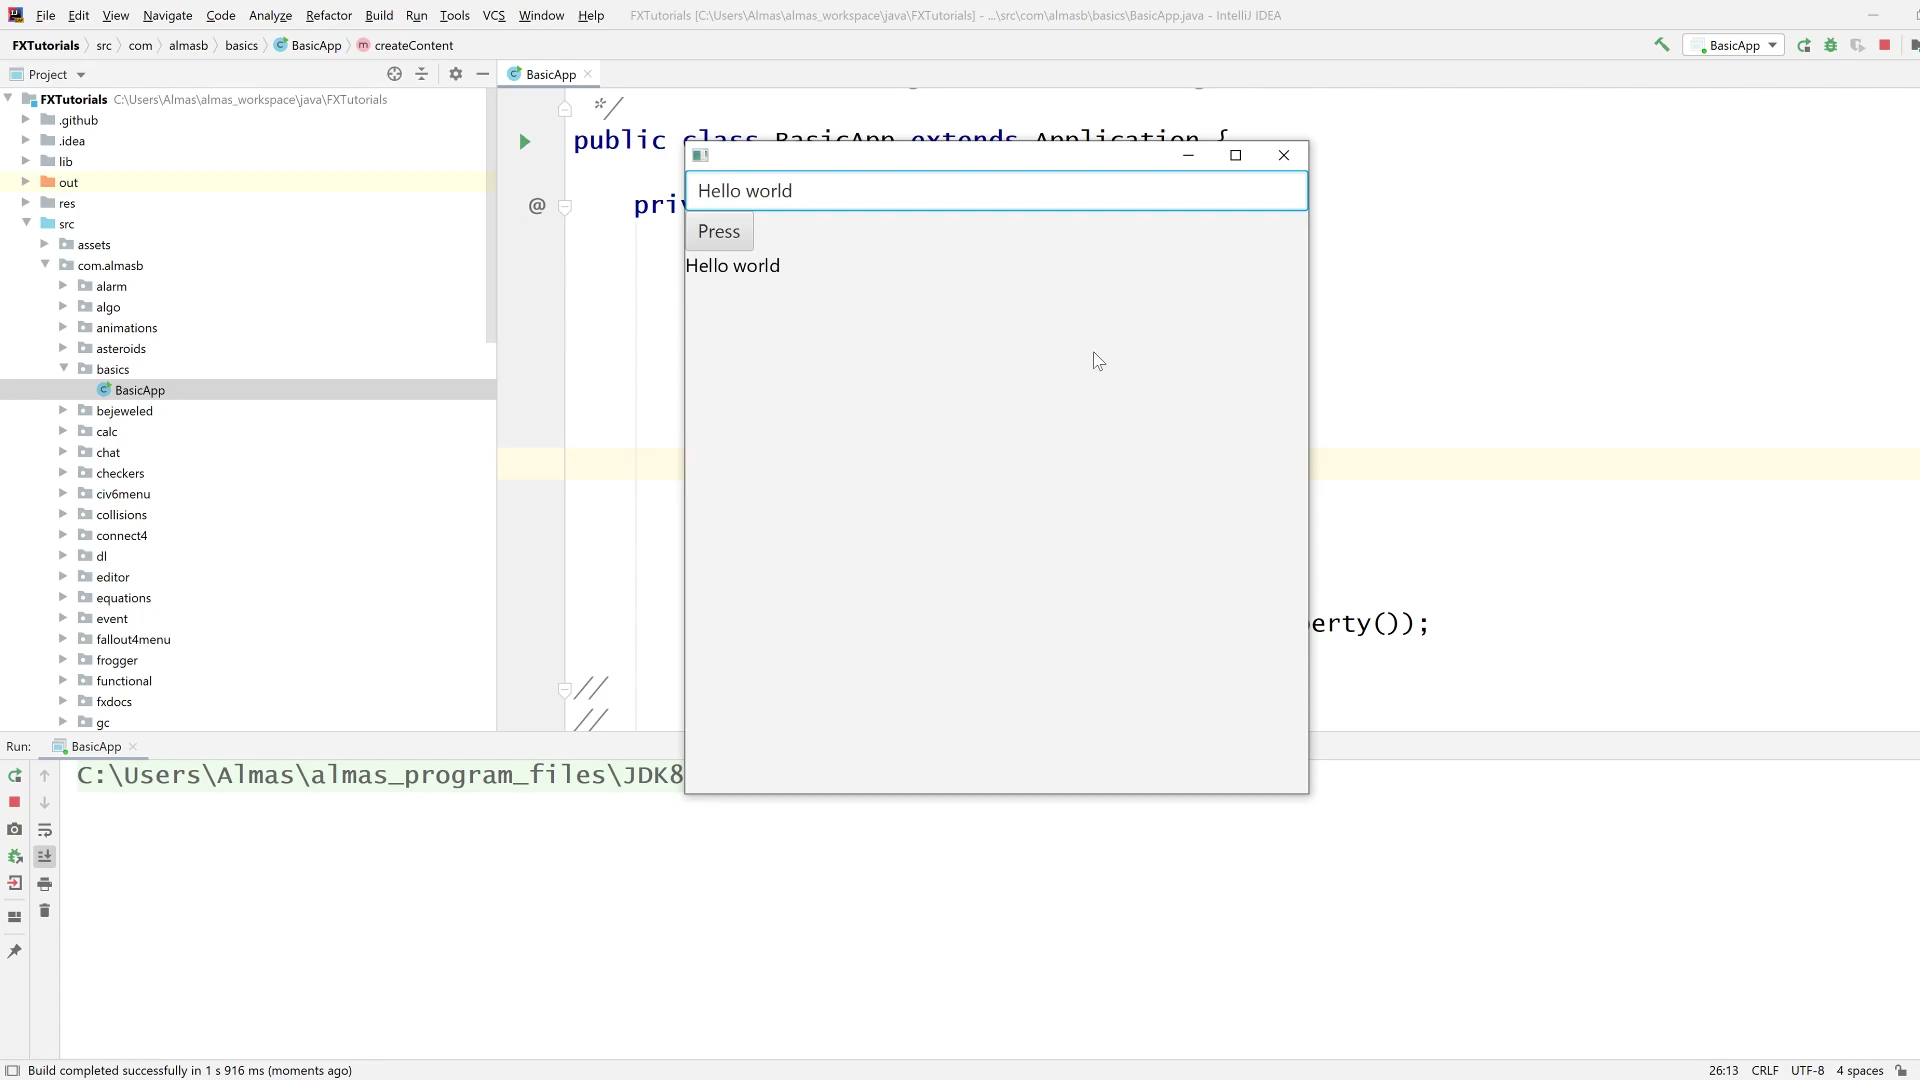 File Edit View Navigate Code Analyze Refactor Build Run Tools VCS Window Help FXTutorials [C:\Users\Almas\almas_workspace\java\FXTutorials] - ...\src\com\almasb\basics\BasicApp.java - IntelliJ IDEA
FXTutorials src com almasb basics BasicApp createContent
BasicApp
Project
BasicApp
FXTutorials C:\Users\Almas\almas_workspace\java\FXTutorials
.github
.idea
lib
out
res
src
assets
com.almasb
alarm
algo
animations
asteroids
basics
BasicApp
bejeweled
calc
chat
checkers
civ6menu
collisions
connect4
dl
editor
equations
event
fallout4menu
frogger
functional
fxdocs
gc
*/
public class BasicApp extends Application {
@
priv
erty());
//
//
Hello world
Press
Hello world
Run: BasicApp
C:\Users\Almas\almas_program_files\JDK8
Build completed successfully in 1 s 916 ms (moments ago)
26:13 CRLF UTF-8 4 spaces